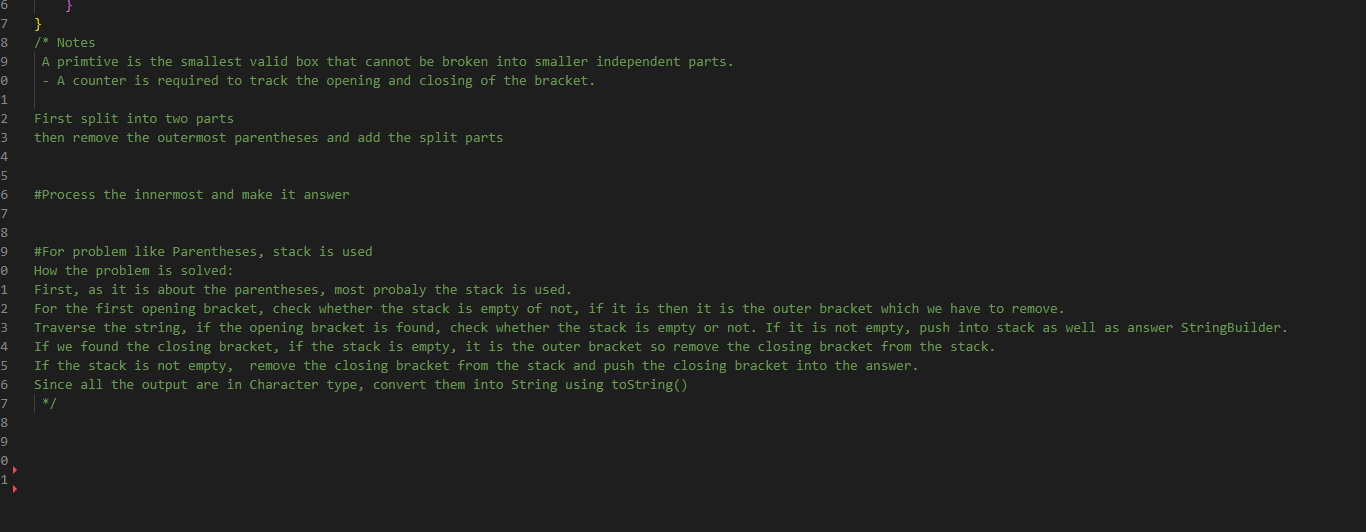 6 }
7 }
8 /* Notes
9 A primtive is the smallest valid box that cannot be broken into smaller independent parts.
0 - A counter is required to track the opening and closing of the bracket.
1
2 First split into two parts
3 then remove the outermost parentheses and add the split parts
4
5
6 #Process the innermost and make it answer
7
8
9 #For problem like Parentheses, stack is used
0 How the problem is solved:
1 First, as it is about the parentheses, most probaly the stack is used.
2 For the first opening bracket, check whether the stack is empty of not, if it is then it is the outer bracket which we have to remove.
3 Traverse the string, if the opening bracket is found, check whether the stack is empty or not. If it is not empty, push into stack as well as answer StringBuilder.
4 If we found the closing bracket, if the stack is empty, it is the outer bracket so remove the closing bracket from the stack.
5 If the stack is not empty,  remove the closing bracket from the stack and push the closing bracket into the answer.
6 Since all the output are in Character type, convert them into String using toString()
7 */
8
9
0
1